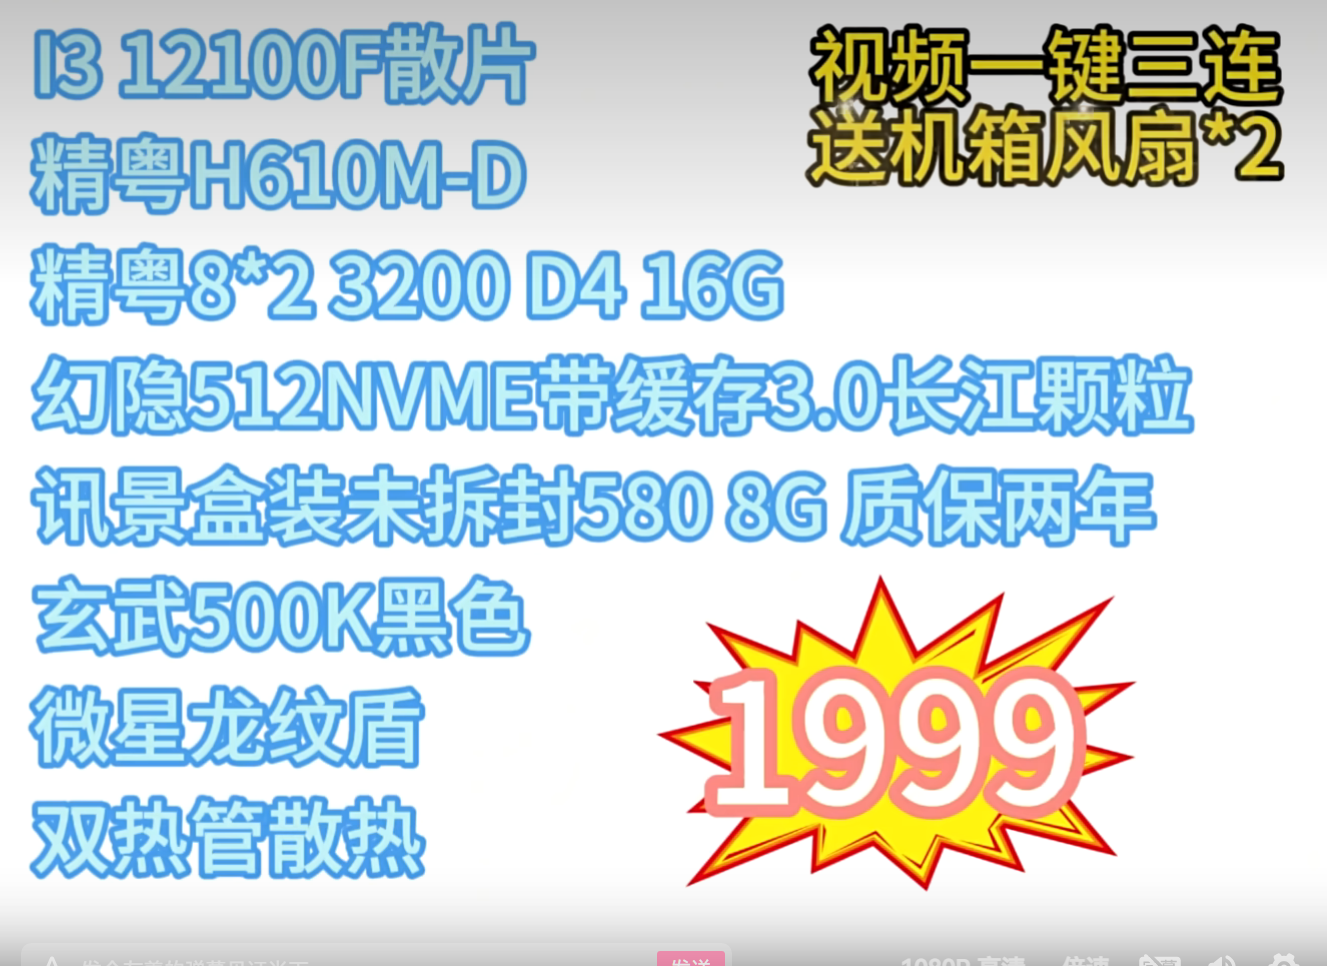 I3 12100F散片
视频一键三连
送机箱风扇*2
精粤H610M-D
精粤8*2 3200 D4 16G
幻隐512NVME带缓存3.0长江颗粒
讯景盒装未拆封580 8G 质保两年
玄武500K黑色
微星龙纹盾
双热管散热
1999
1080P 高清
倍速
发送